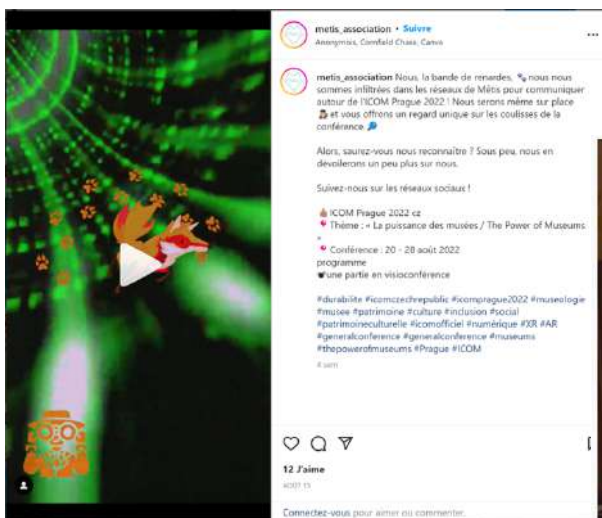 metis_association • Suivre
Anonymois, Cornfield Chase, Canva
metis_association Nous, la bande de renardes, 🐾 nous nous
sommes infiltrées dans les réseaux de Métis pour communiquer
autour de l'ICOM Prague 2022 ! Nous serons même sur place
et vous offrons un regard unique sur les coulisses de la
conférence 🔎
Alors, saurez-vous nous reconnaître ? Sous peu, nous en
dévoilerons un peu plus sur nous.
Suivez-nous sur les réseaux sociaux !
ICOM Prague 2022 cz
Thème : « La puissance des musées / The Power of Museums
»
Conférence : 20 - 28 août 2022
programme
une partie en visioconférence
#durabilite #icomczechrepublic #icomprague2022 #museologie
#musee #patrimoine #culture #inclusion #social
#patrimoineculturelle #icomofficiel #numérique #XR #AR
#generalconference #generalconference #museums
#thepowerofmuseums #Prague #ICOM
sem
12 J'aime
Connectez-vous pour aimer ou commenter.